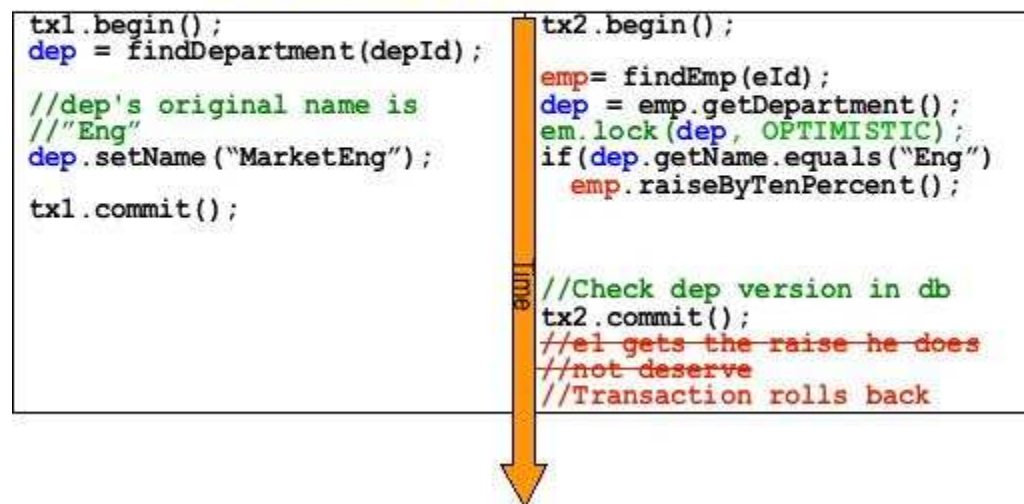 tx1.begin();
dep = findDepartment(depId);
//dep's original name is
//"Eng"
dep.setName("MarketEng");
tx1.commit();
Time
tx2.begin();
emp= findEmp(eId);
dep = emp.getDepartment();
em.lock(dep, OPTIMISTIC);
if(dep.getName.equals("Eng")
emp.raiseByTenPercent();
//Check dep version in db
tx2.commit();
//e1 gets the raise he does
//not deserve
//Transaction rolls back